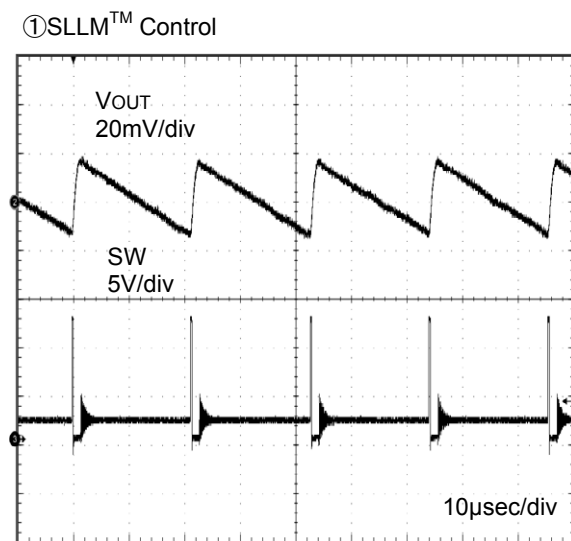 ①SLLM™ Control
VOUT
20mV/div
SW
5V/div
10μsec/div